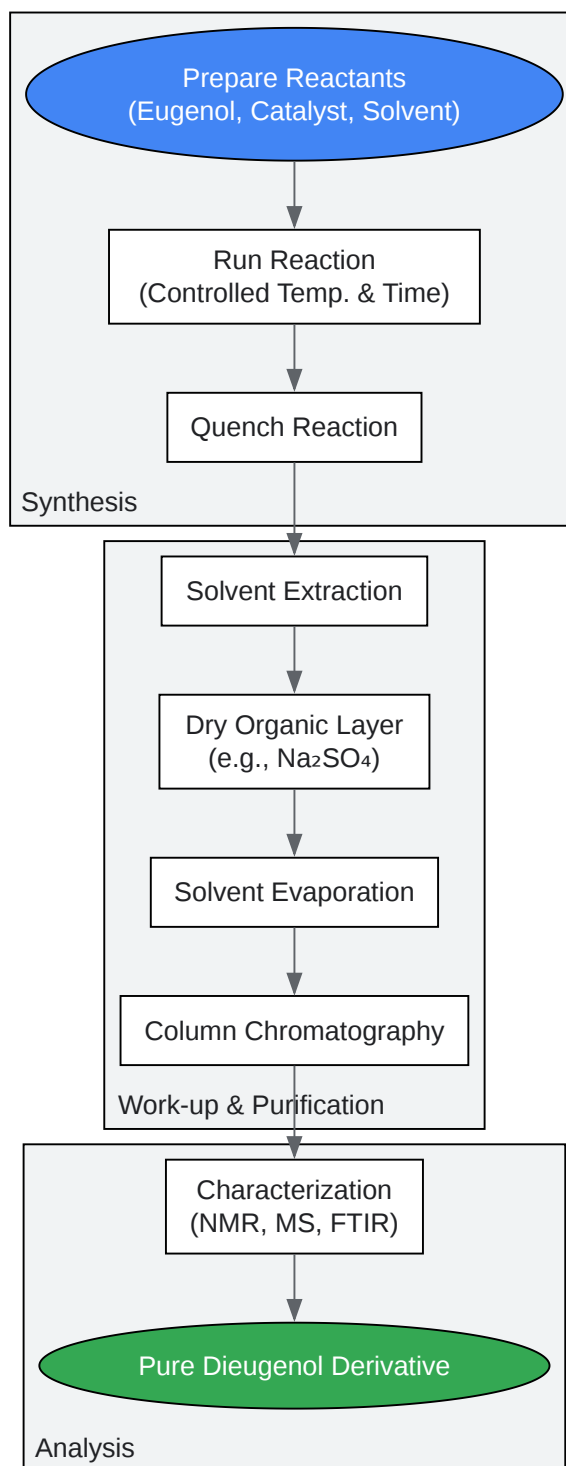 Prepare Reactants
(Eugenol, Catalyst, Solvent)
Run Reaction
(Controlled Temp. & Time)
Quench Reaction
Synthesis
Solvent Extraction
Dry Organic Layer
(e.g., Na₂SO₄)
Solvent Evaporation
Column Chromatography
Work-up & Purification
Characterization
(NMR, MS, FTIR)
Pure Dieugenol Derivative
Analysis